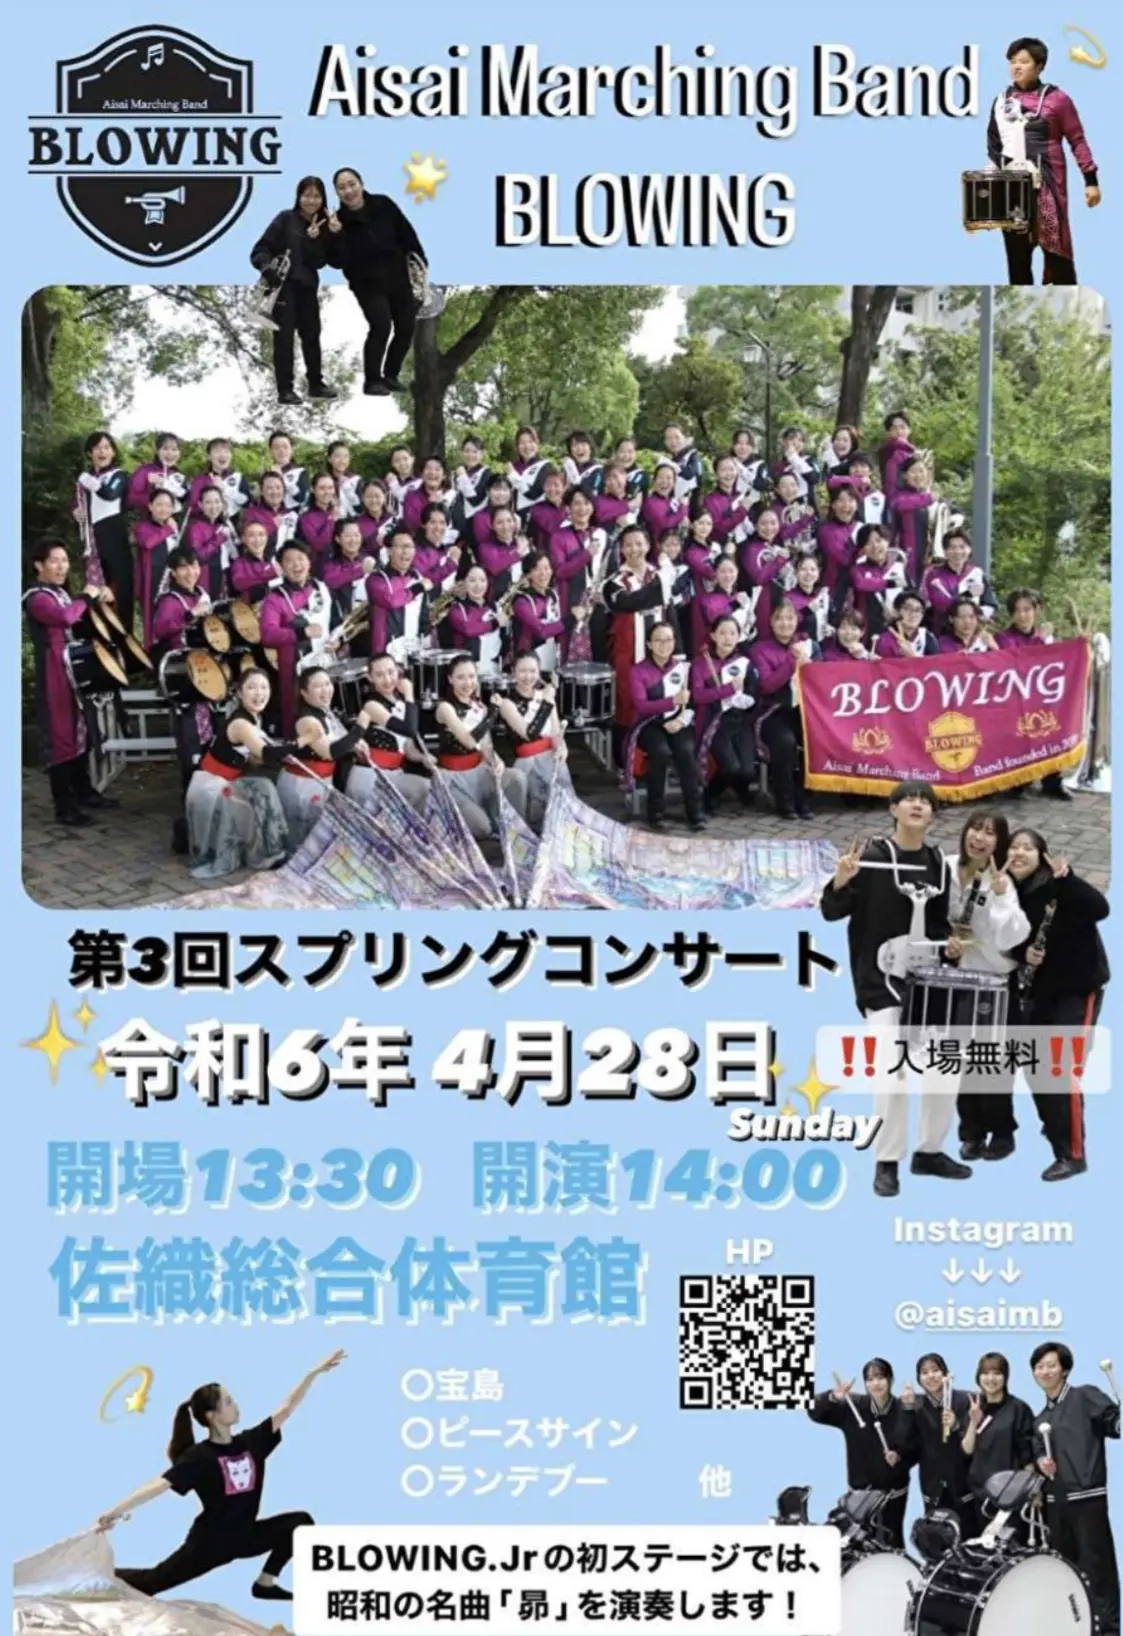 Aisai Marching Band
BLOWING
Aisai Marching Band
BLOWING
BLOWING
BLOWING
Aisai Marching Band
Band founded in
第3回スプリングコンサート
令和6年 4月28日
Sunday
‼️入場無料‼️
開場13:30 開演14:00
佐織総合体育館
HP
Instagram
↓↓↓
@aisaimb
○宝島
○ピースサイン
○ランデブー 他
BLOWING.Jrの初ステージでは、
昭和の名曲「昴」を演奏します！